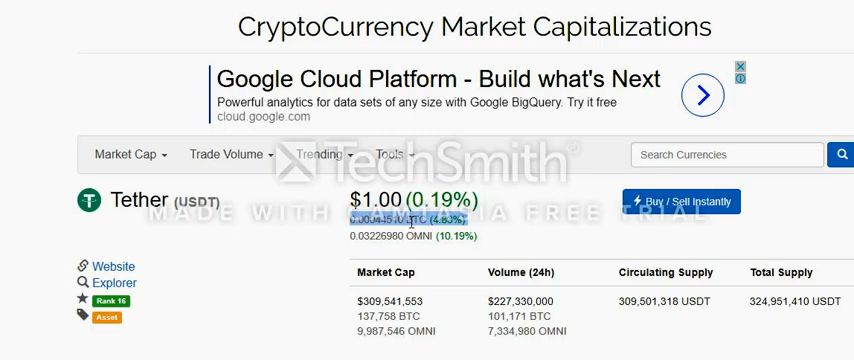 CryptoCurrency Market Capitalizations
Google Cloud Platform - Build what's Next
Powerful analytics for data sets of any size with Google BigQuery. Try it free
cloud.google.com
Market Cap Trade Volume Trending Tools Search Currencies
TechSmith®
Tether (USDT) $1.00 (0.19%) Buy / Sell Instantly
MADE WITH CAMTASIA FREE TRIAL
0.00044510 BTC (4.83%)
0.03226980 OMNI (10.19%)
Website
Explorer
Rank 16
Asset
Market Cap Volume (24h) Circulating Supply Total Supply
$309,541,553 $227,330,000 309,501,318 USDT 324,951,410 USDT
137,758 BTC 101,171 BTC
9,987,546 OMNI 7,334,980 OMNI